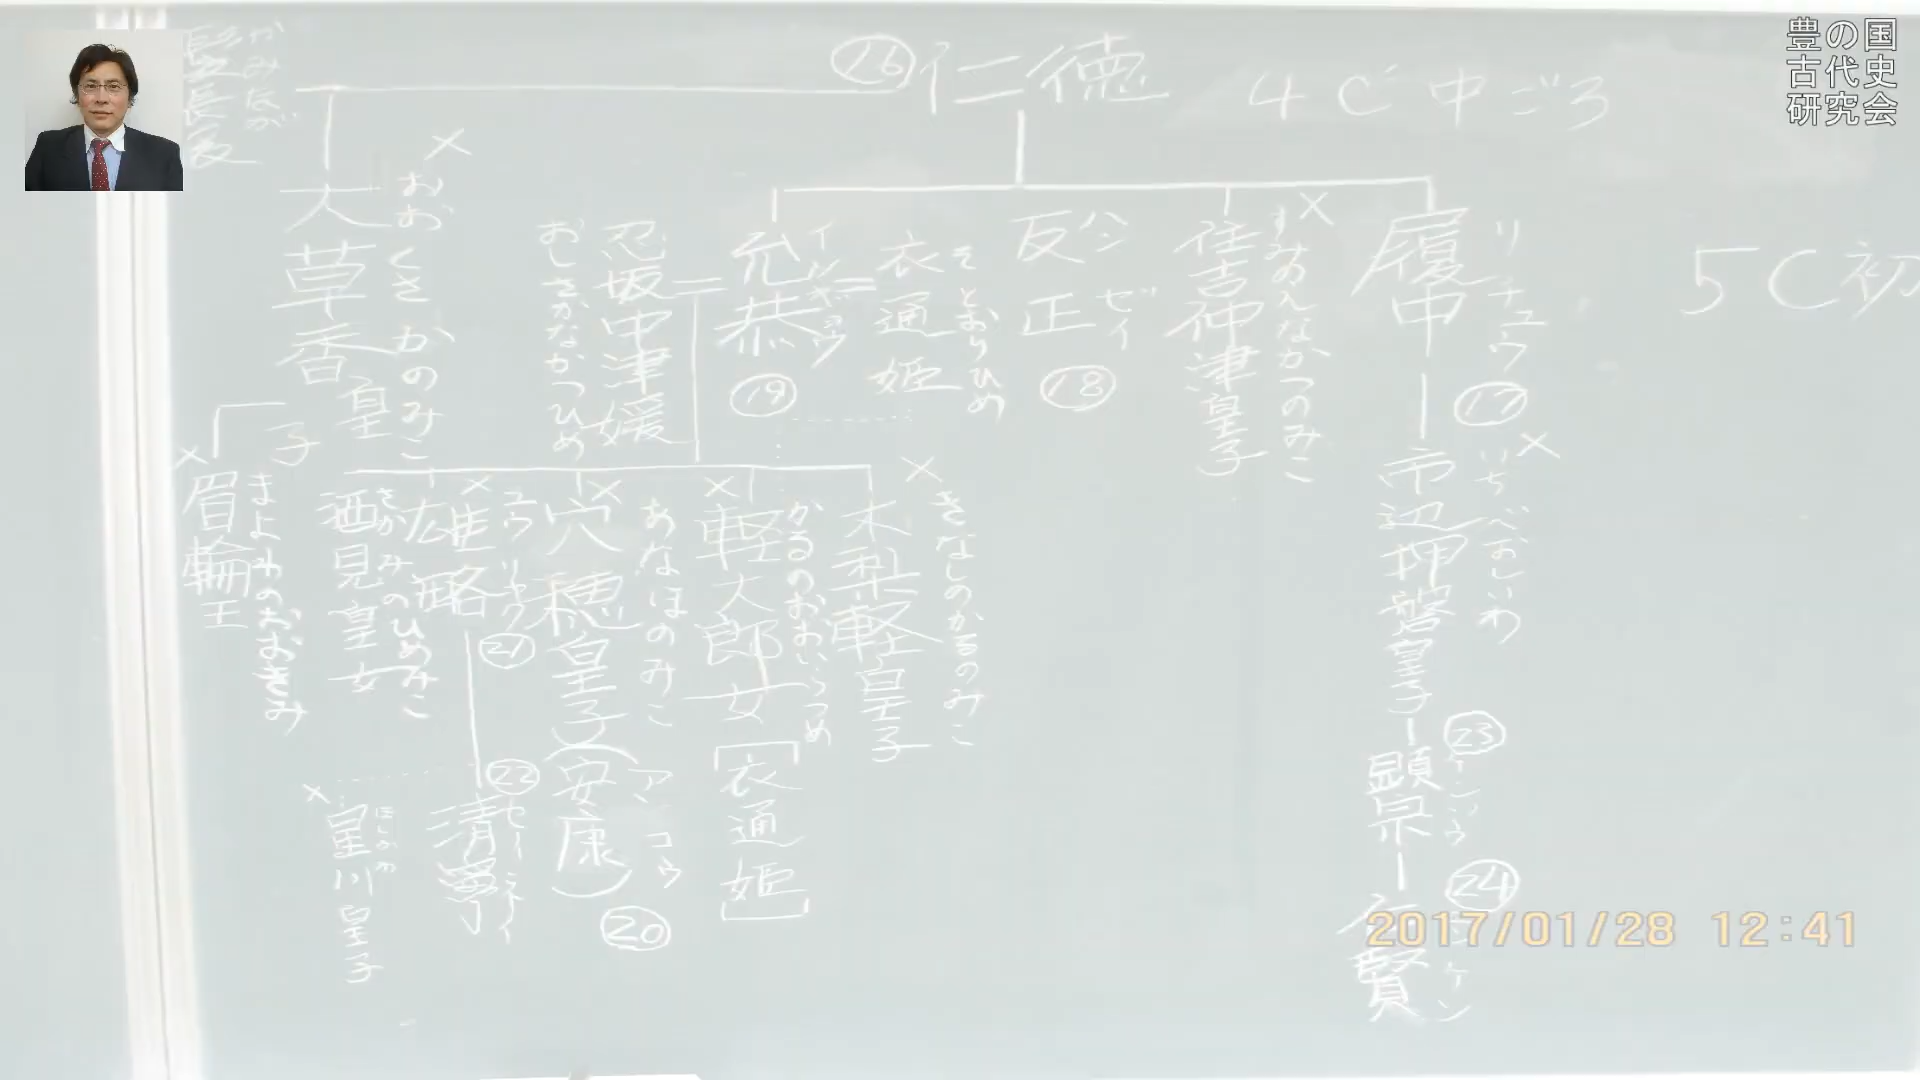 豊の国
古代史
研究会
⑯仁徳
4C中ごろ
5C初
履中
リチュウ
⑰
×
住吉仲津皇子
すみのえなかつのみこ
反正
ハンゼイ
⑱
衣通姫
そとおりひめ
允恭
インギョウ
⑲
忍坂中津媛
おしさかなかつひめ
×
大草香皇子
おおくさかのみこ
髪長
かみなが
×
市辺押磐皇子
いちべおしいわ
㉓
顕宗
ケンゾウ
㉔
仁賢
ニンケン
×
木梨軽皇子
きなしのかるのみこ
×
軽大郎女
かるのおおいらつめ
[衣通姫]
×
穴穂皇子
あなほのみこ
(安康)
アンコウ
⑳
×
雄略
ユウリャク
㉑
酒見皇女
さかみのひめみこ
×
眉輪王
まよわのおおきみ
㉒
清寧
セーネイ
×
星川皇子
ほしかわ
2017/01/28 12:41